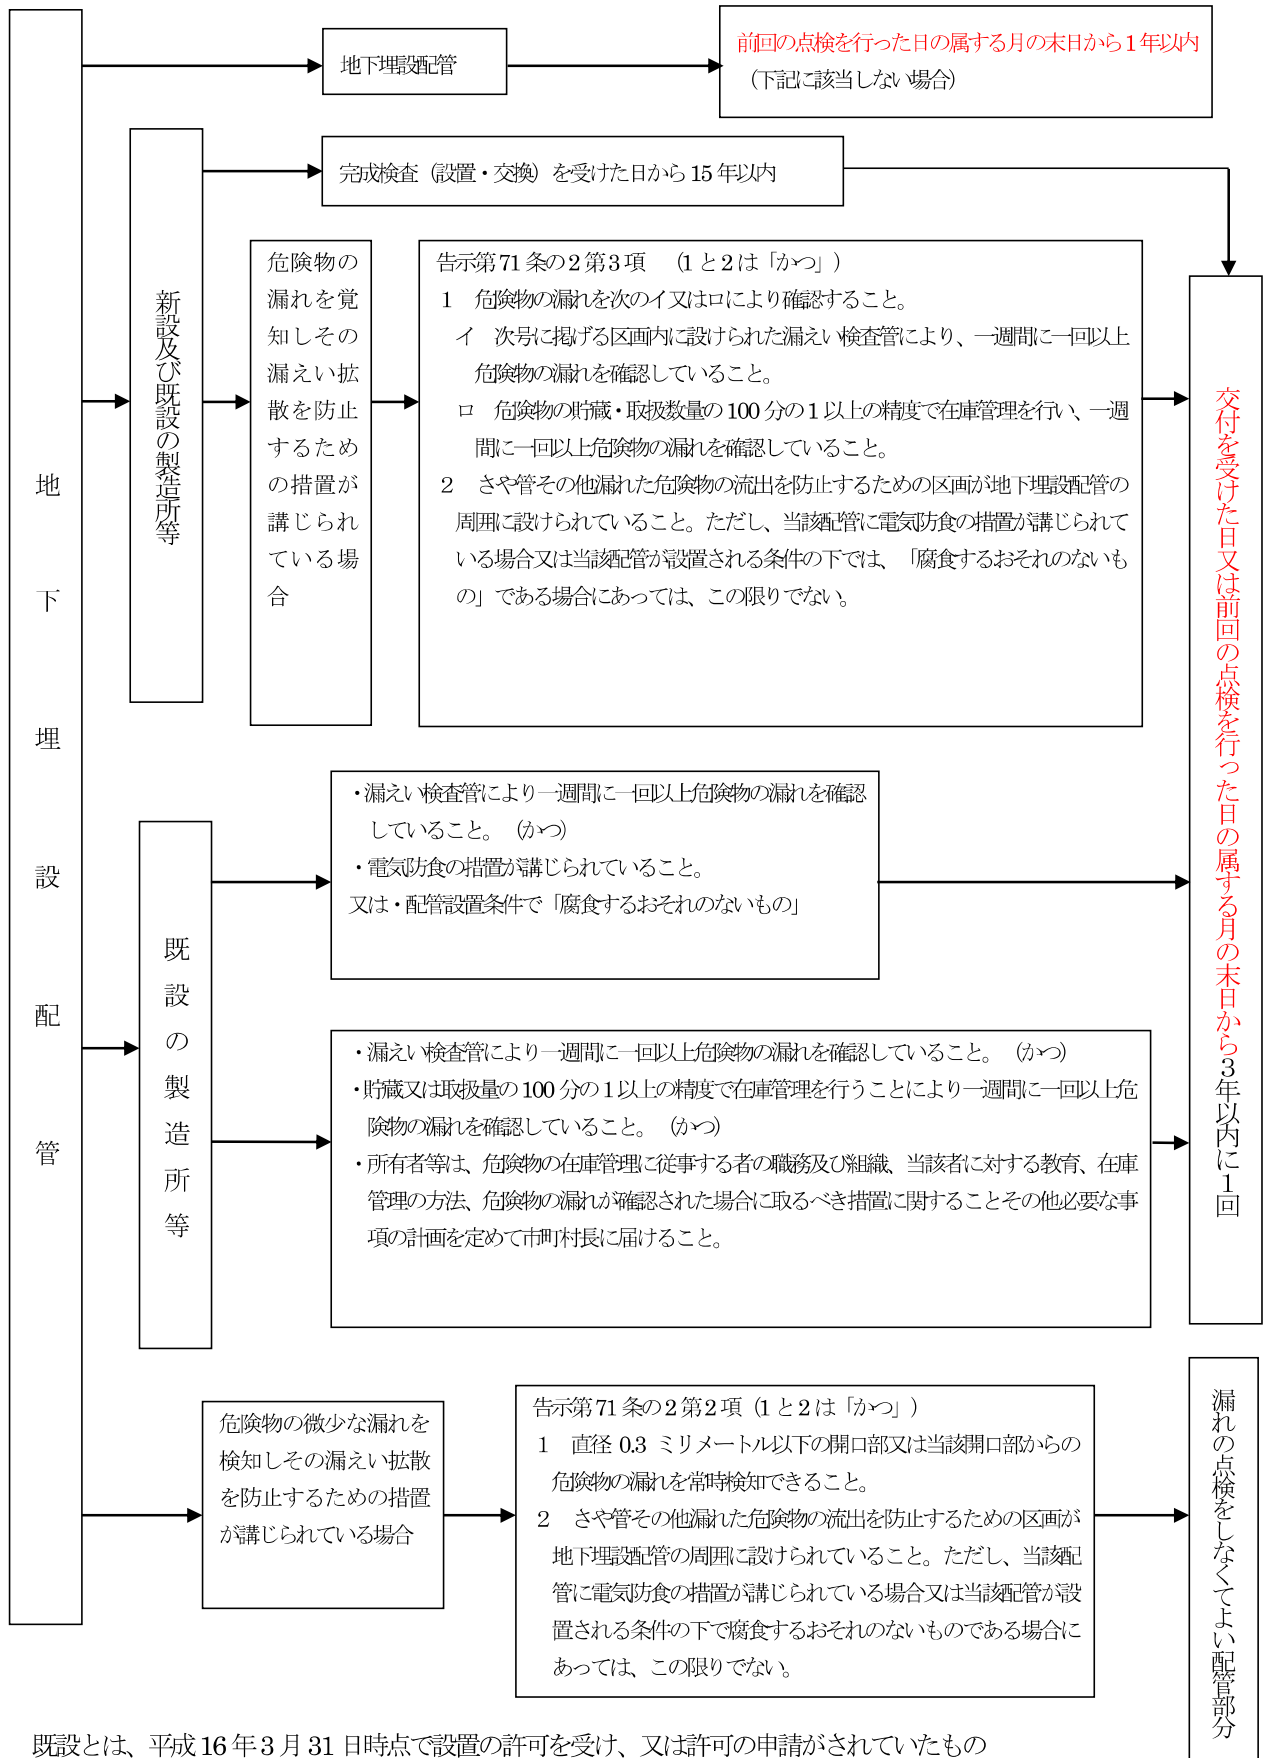 地下埋設配管
地下埋設配管
前回の点検を行った日の属する月の末日から1年以内
（下記に該当しない場合）
新設及び既設の製造所等
完成検査（設置・交換）を受けた日から15年以内
危険物の
漏れを覚
知しその
漏えい拡
散を防止
するため
の措置が
講じられ
ている場
合
告示第71条の2第3項　（1と2は「かつ」）
1　危険物の漏れを次のイ又はロにより確認すること。
イ　次号に掲げる区画内に設けられた漏えい検査管により、一週間に一回以上
危険物の漏れを確認していること。
ロ　危険物の貯蔵・取扱数量の100分の1以上の精度で在庫管理を行い、一週
間に一回以上危険物の漏れを確認していること。
2　さや管その他漏れた危険物の流出を防止するための区画が地下埋設配管の
周囲に設けられていること。ただし、当該配管に電気防食の措置が講じられて
いる場合又は当該配管が設置される条件の下では、「腐食するおそれのないも
の」である場合にあっては、この限りでない。
交付を受けた日又は前回の点検を行った日の属する月の末日から3年以内に1回
既設の製造所等
・漏えい検査管により一週間に一回以上危険物の漏れを確認
していること。（かつ）
・電気防食の措置が講じられていること。
又は・配管設置条件で「腐食するおそれのないもの」
・漏えい検査管により一週間に一回以上危険物の漏れを確認していること。（かつ）
・貯蔵又は取扱量の100分の1以上の精度で在庫管理を行うことにより一週間に一回以上危
険物の漏れを確認していること。（かつ）
・所有者等は、危険物の在庫管理に従事する者の職務及び組織、当該者に対する教育、在庫
管理の方法、危険物の漏れが確認された場合に取るべき措置に関することその他必要な事
項の計画を定めて市町村長に届けること。
危険物の微少な漏れを
検知しその漏えい拡散
を防止するための措置
が講じられている場合
告示第71条の2第2項（1と2は「かつ」）
1　直径 0.3 ミリメートル以下の開口部又は当該開口部からの
危険物の漏れを常時検知できること。
2　さや管その他漏れた危険物の流出を防止するための区画が
地下埋設配管の周囲に設けられていること。ただし、当該配
管に電気防食の措置が講じられている場合又は当該配管が設
置される条件の下で腐食するおそれのないものである場合に
あっては、この限りでない。
漏れの点検をしなくてよい配管部分
既設とは、平成16年3月31日時点で設置の許可を受け、又は許可の申請がされていたもの